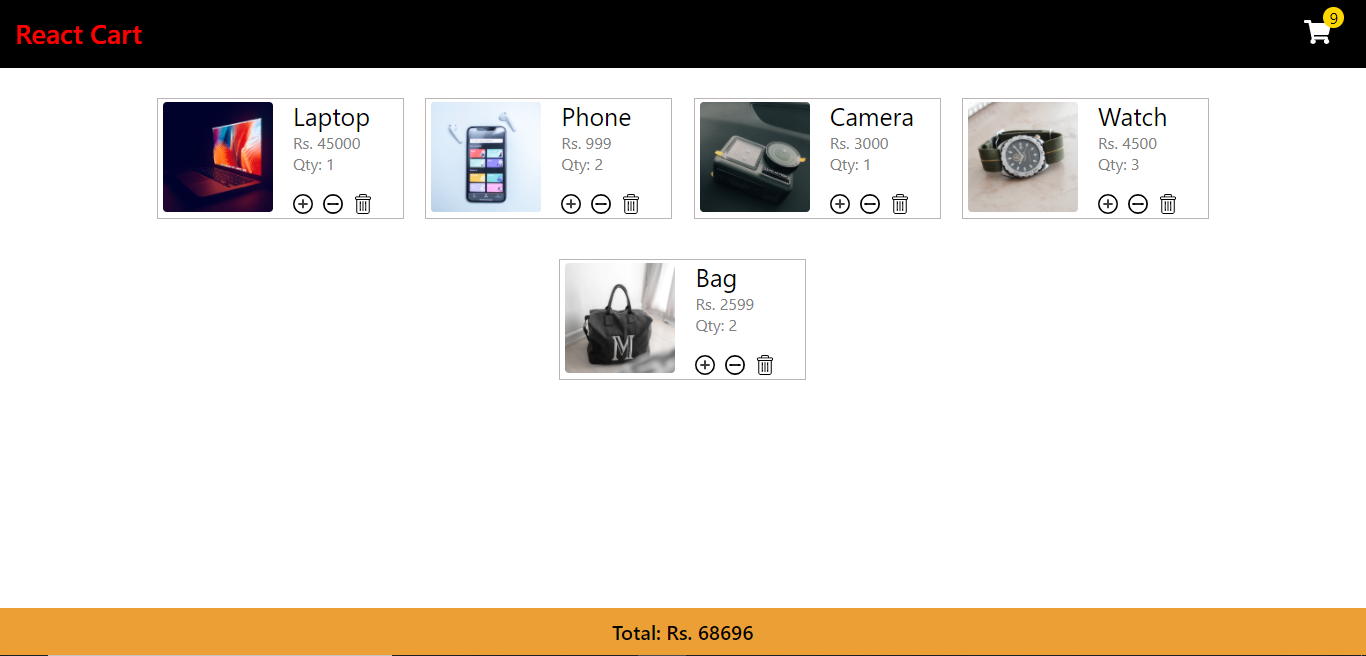 React Cart
9
Laptop
Rs. 45000
Qty: 1
Phone
Rs. 999
Qty: 2
Camera
Rs. 3000
Qty: 1
Watch
Rs. 4500
Qty: 3
Bag
Rs. 2599
Qty: 2
M
Total: Rs. 68696